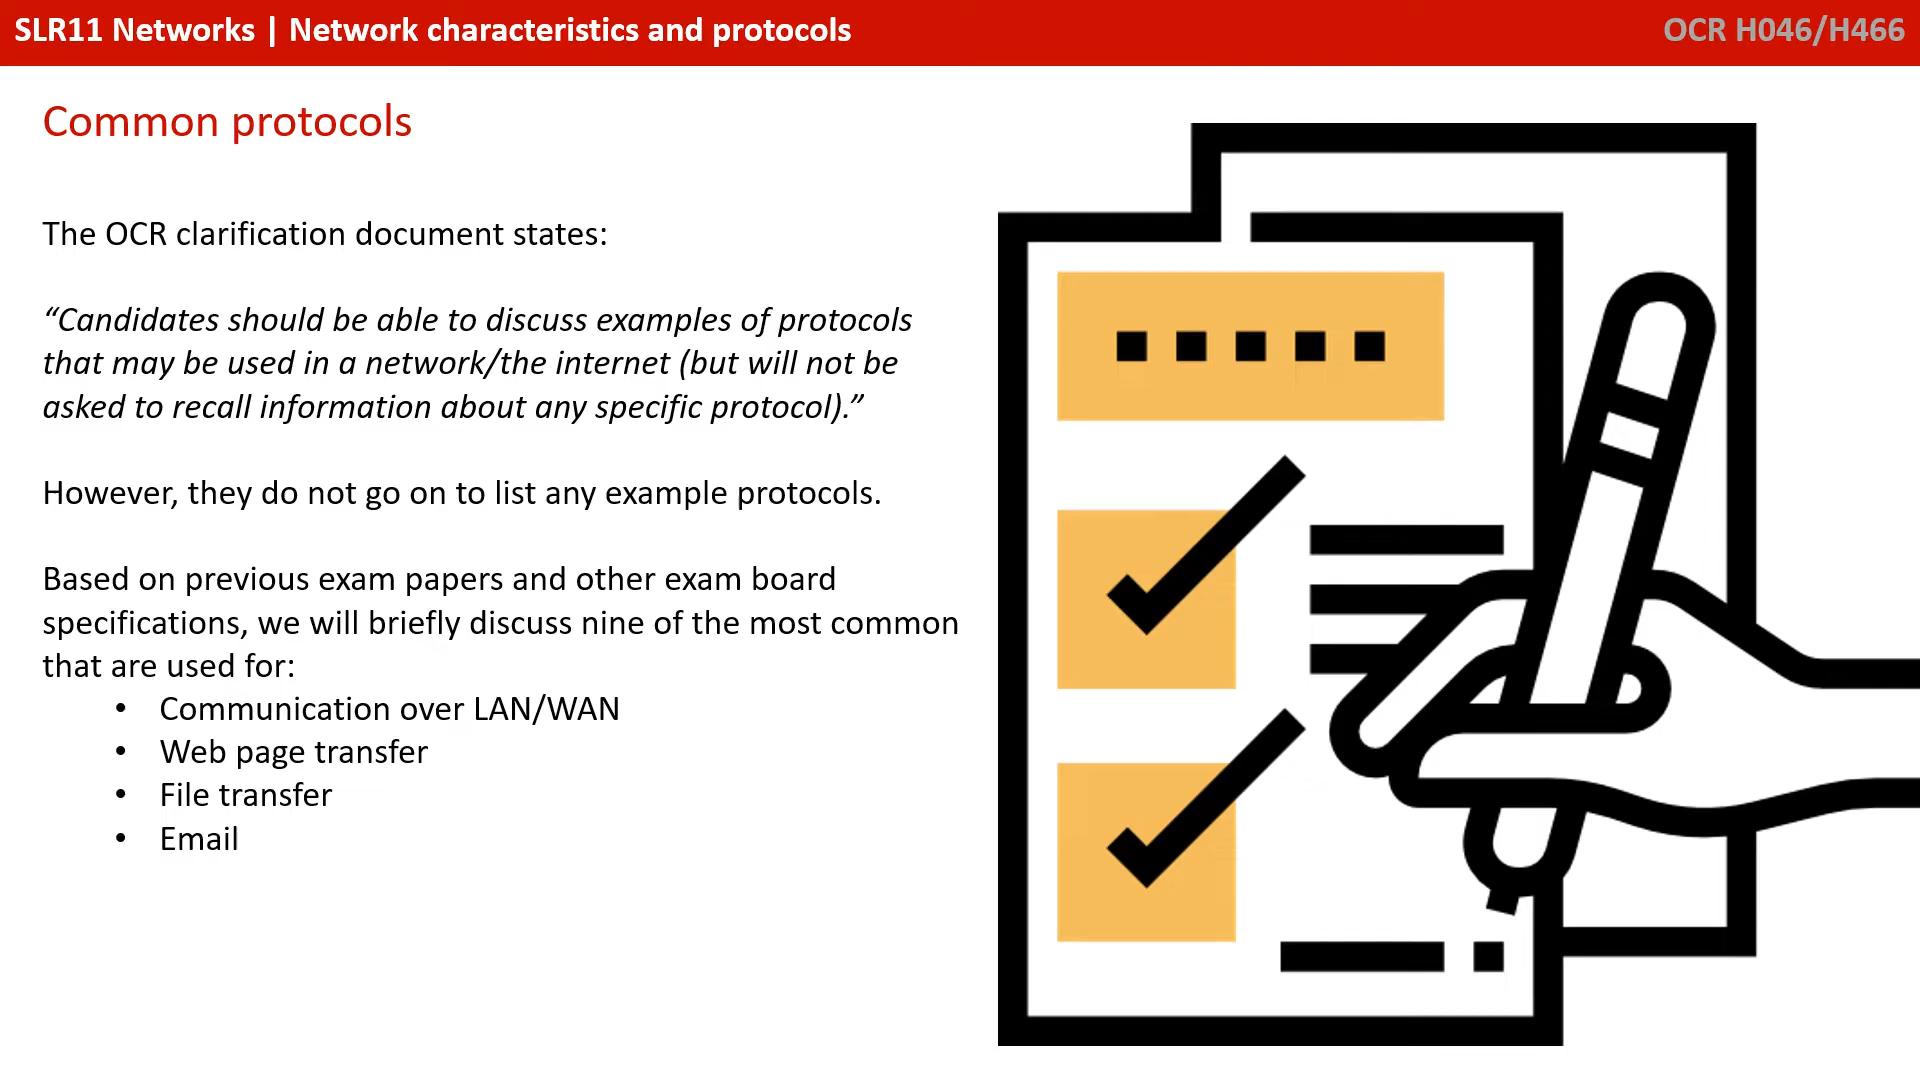 SLR11 Networks | Network characteristics and protocols
OCR H046/H466
Common protocols
The OCR clarification document states:
“Candidates should be able to discuss examples of protocols
that may be used in a network/the internet (but will not be
asked to recall information about any specific protocol).”
However, they do not go on to list any example protocols.
Based on previous exam papers and other exam board
specifications, we will briefly discuss nine of the most common
that are used for:
• Communication over LAN/WAN
• Web page transfer
• File transfer
• Email